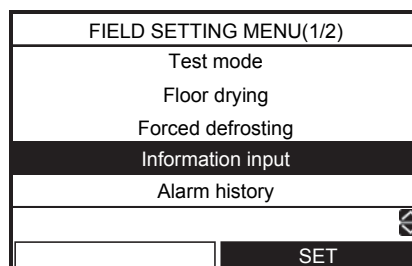 FIELD SETTING MENU(1/2)
Test mode
Floor drying
Forced defrosting
Information input
Alarm history
SET